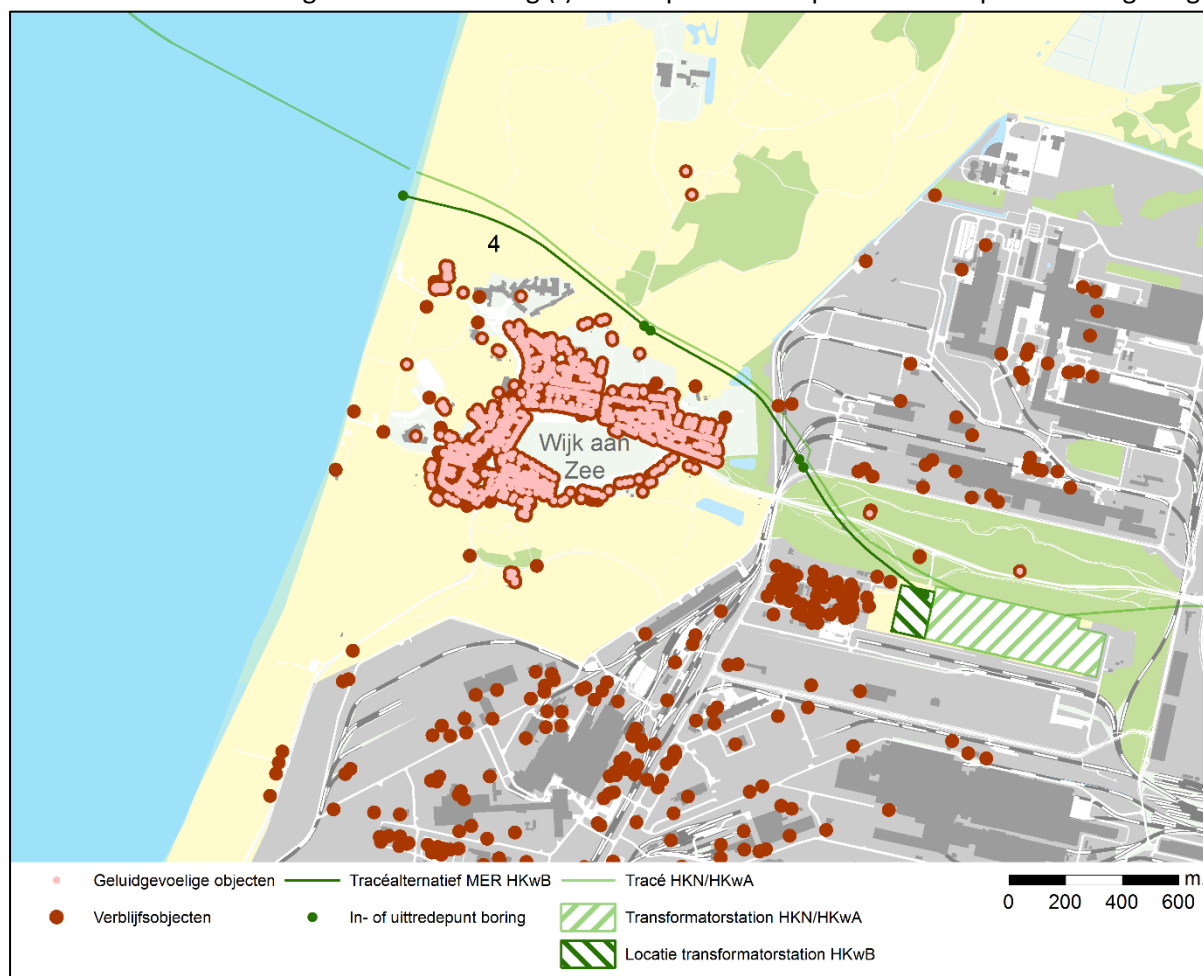 4
Wijk aan
Zee
Geluidgevoelige objecten
Tracéalternatief MER HKwB
Tracé HKN/HKwA
m
Verblijfsobjecten
In- of uittredepunt boring
Transformatorstation HKN/HKwA
0 200 400 600
Locatie transformatorstation HKwB